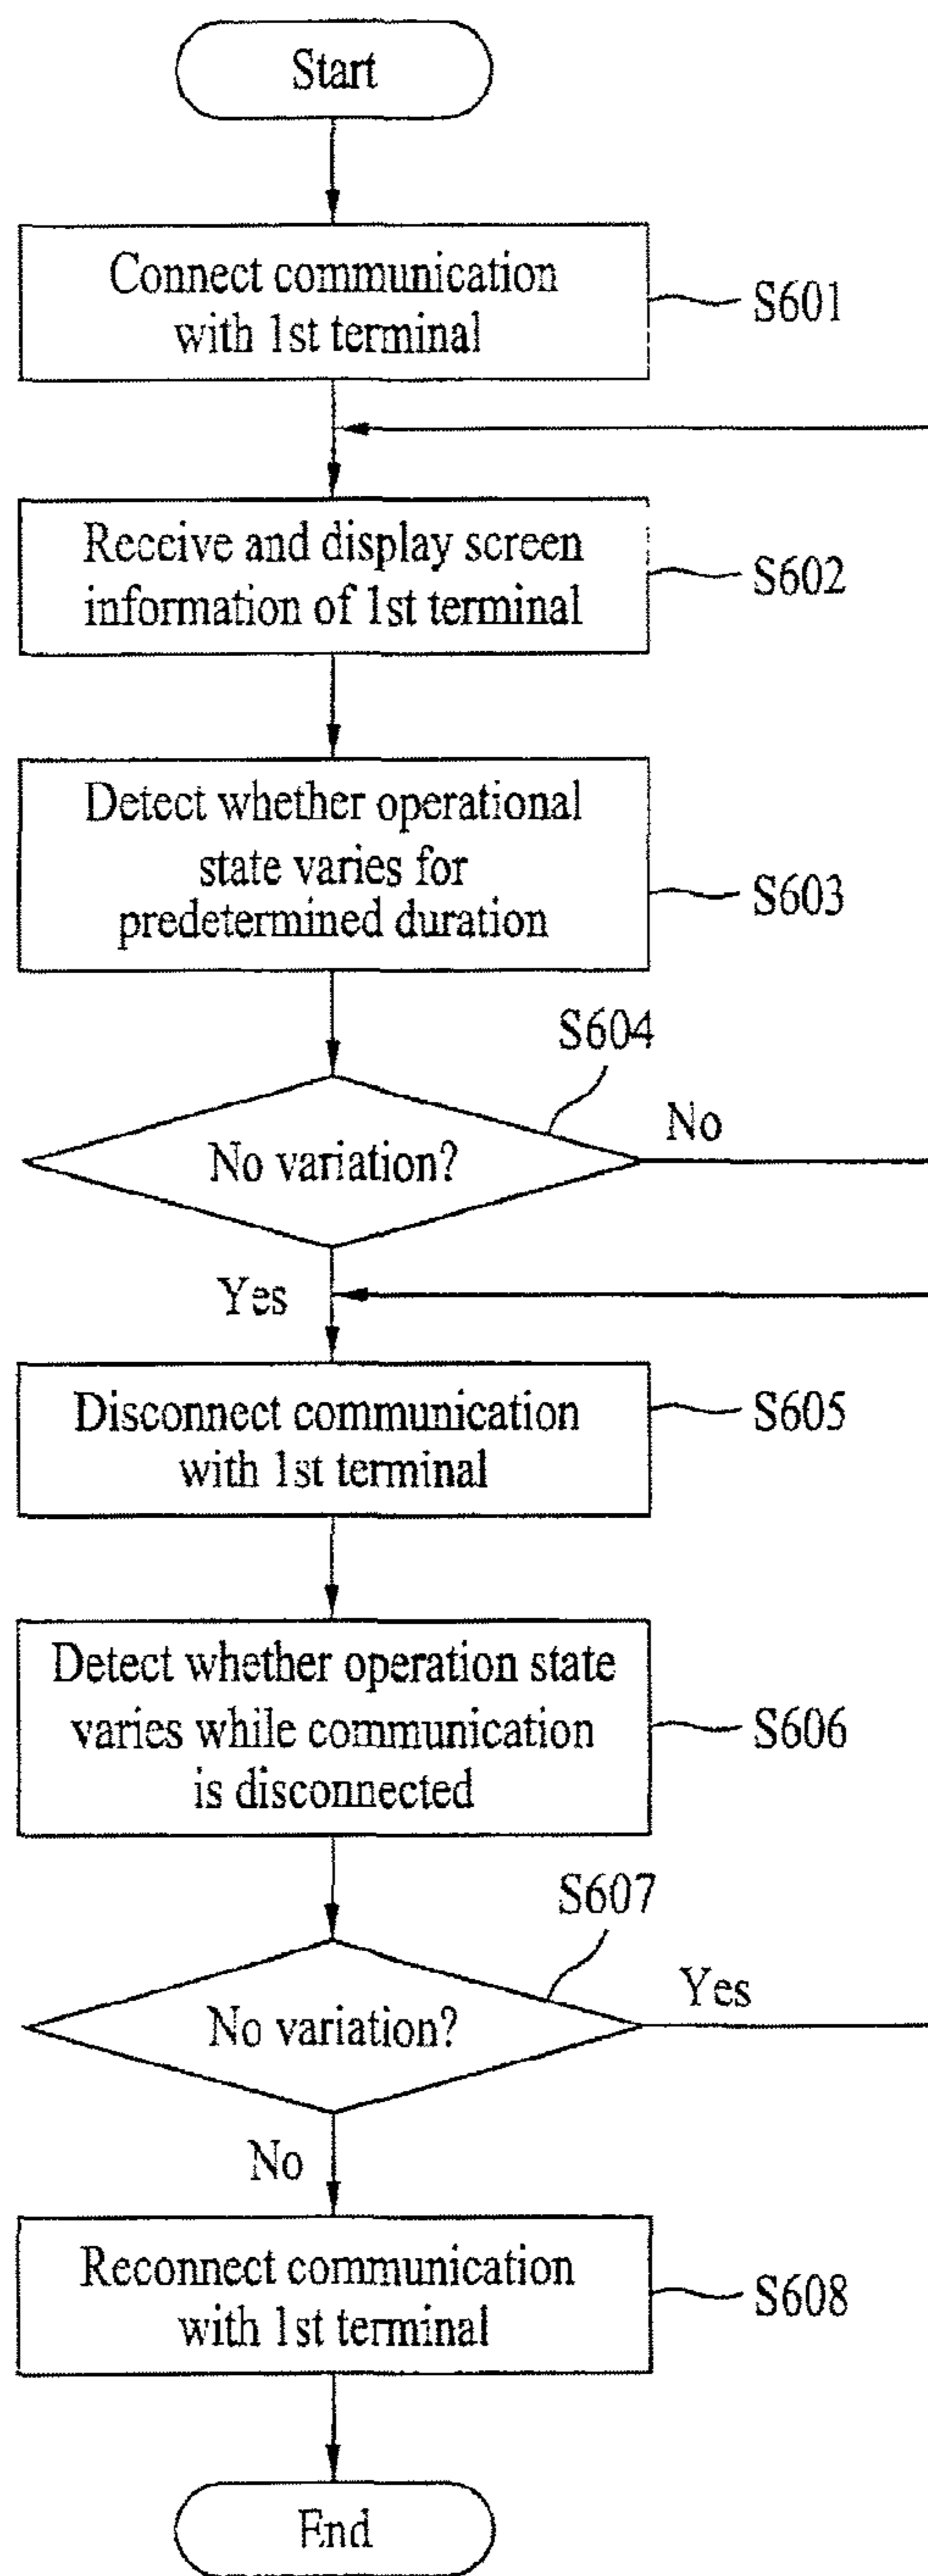 Start
Connect communication
with 1st terminal
S601
Receive and display screen
information of 1st terminal
S602
Detect whether operational
state varies for
predetermined duration
S603
S604
No variation?
No
Yes
Disconnect communication
with 1st terminal
S605
Detect whether operation state
varies while communication
is disconnected
S606
S607
No variation?
Yes
No
Reconnect communication
with 1st terminal
S608
End